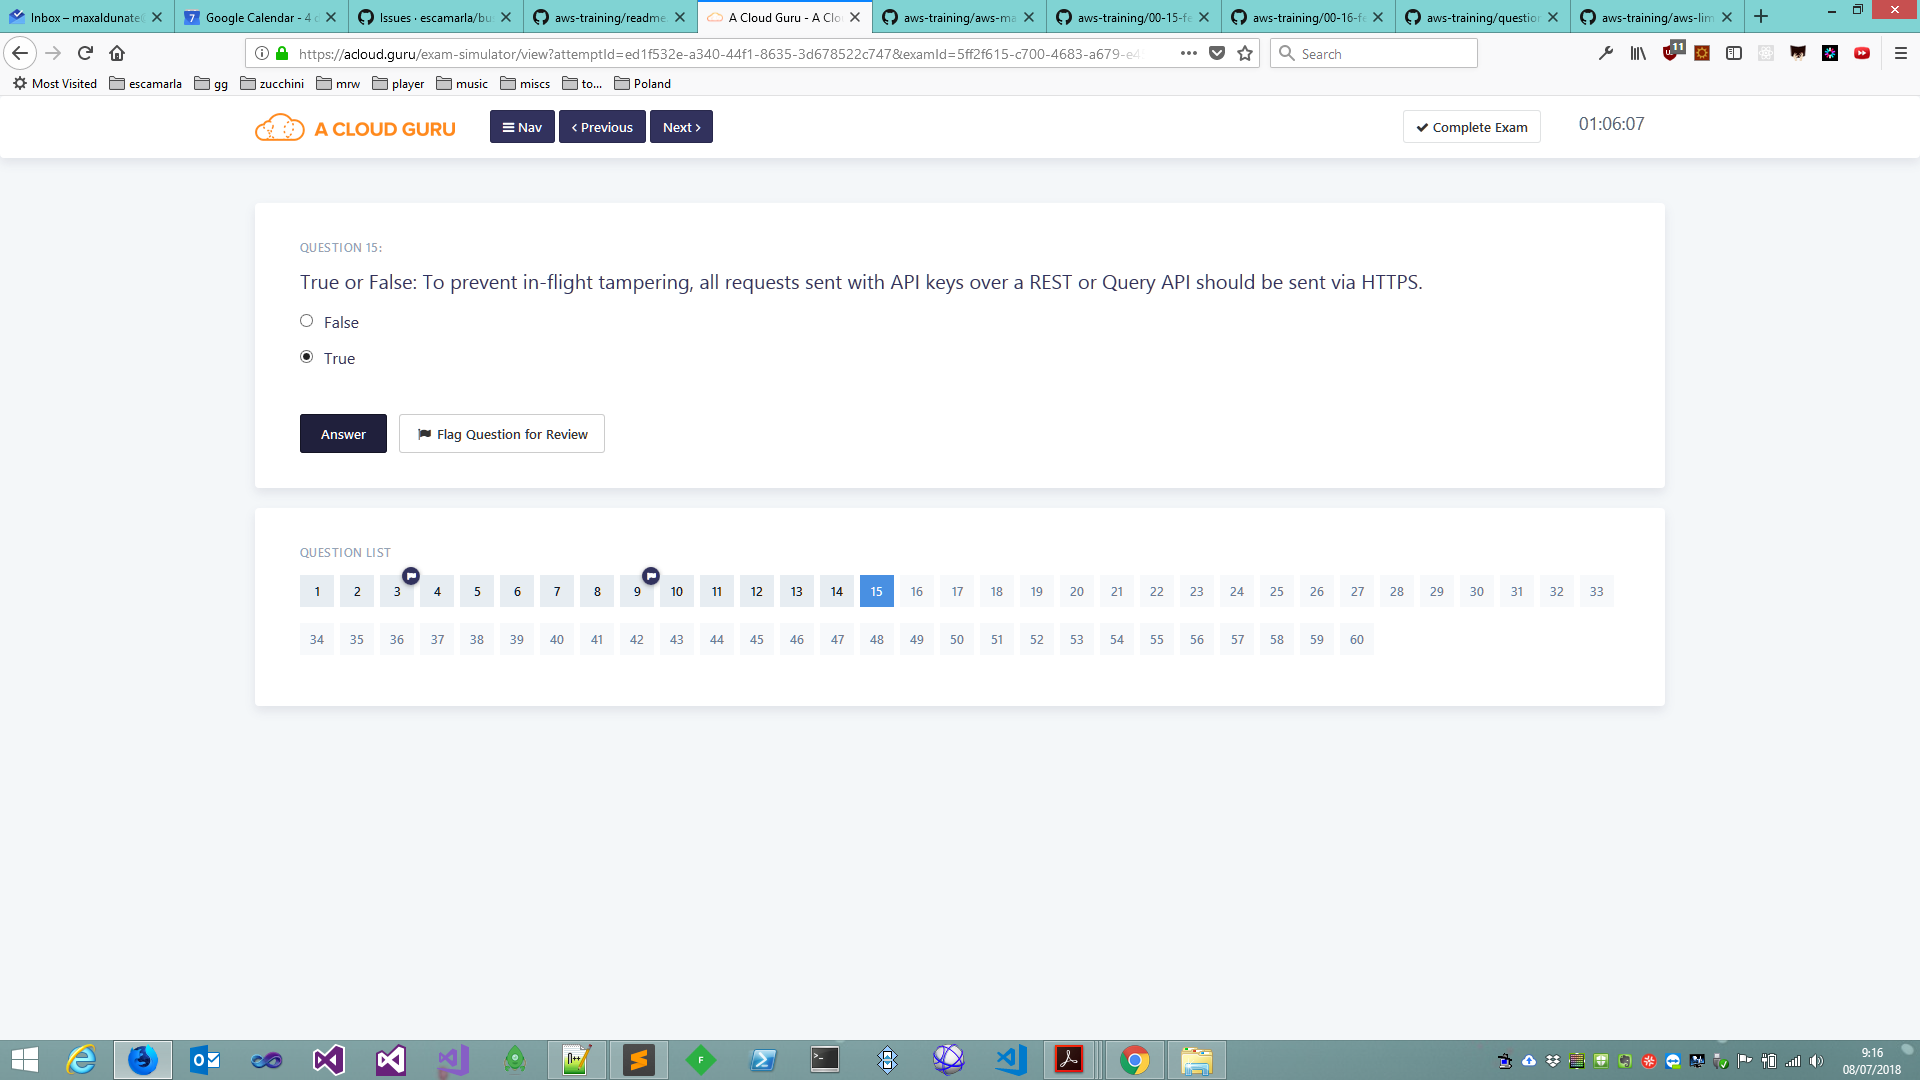 Inbox – maxaldunate
Google Calendar - 4 d
Issues · escamarla/bu
aws-training/readme.
A Cloud Guru - A Clo
aws-training/aws-ma
aws-training/00-15-fe
aws-training/00-16-fe
aws-training/question
aws-training/aws-lim
https://acloud.guru/exam-simulator/view?attemptId=ed1f532e-a340-44f1-8635-3d678522c747&examId=5ff2f615-c700-4683-a679-e4
Search
11
Most Visited
escamarla
gg
zucchini
mrw
player
music
miscs
to...
Poland
A CLOUD GURU
Nav
Previous
Next
Complete Exam
01:06:07
QUESTION 15:
True or False: To prevent in-flight tampering, all requests sent with API keys over a REST or Query API should be sent via HTTPS.
False
True
Answer
Flag Question for Review
QUESTION LIST
1 2 3 4 5 6 7 8 9 10 11 12 13 14 15 16 17 18 19 20 21 22 23 24 25 26 27 28 29 30 31 32 33
34 35 36 37 38 39 40 41 42 43 44 45 46 47 48 49 50 51 52 53 54 55 56 57 58 59 60
9:16
08/07/2018